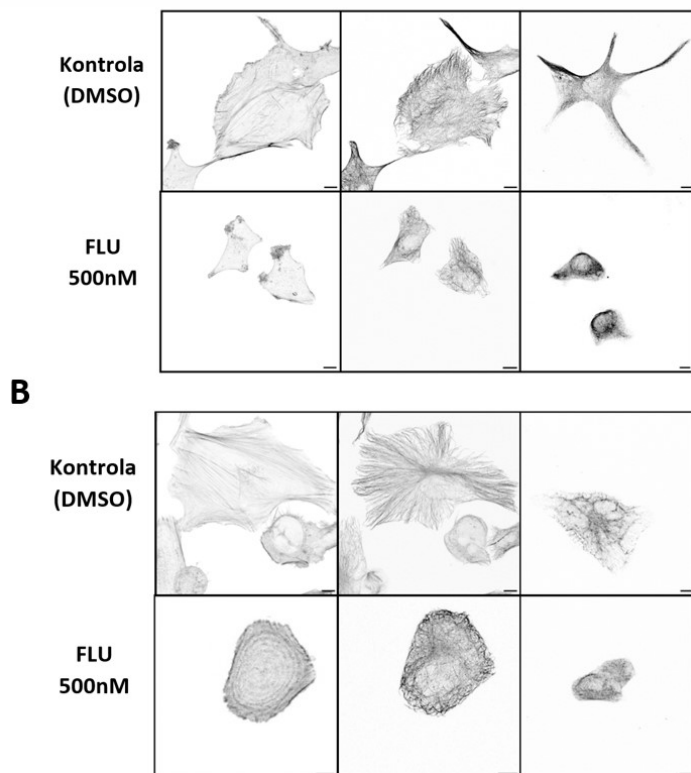 Kontrola
(DMSO)
FLU
500nM
B
Kontrola
(DMSO)
FLU
500nM